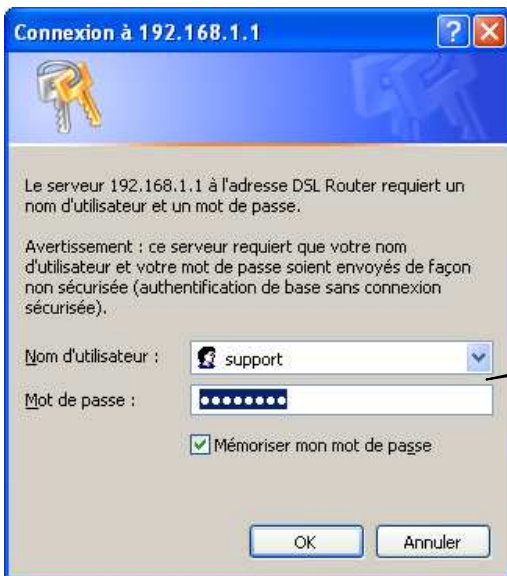 Connexion à 192.168.1.1
Le serveur 192.168.1.1 à l'adresse DSL Router requiert un
nom d'utilisateur et un mot de passe.
Avertissement : ce serveur requiert que votre nom
d'utilisateur et votre mot de passe soient envoyés de façon
non sécurisée (authentification de base sans connexion
sécurisée).
Nom d'utilisateur : support
Mot de passe : ●●●●●●●●
Mémoriser mon mot de passe
OK Annuler